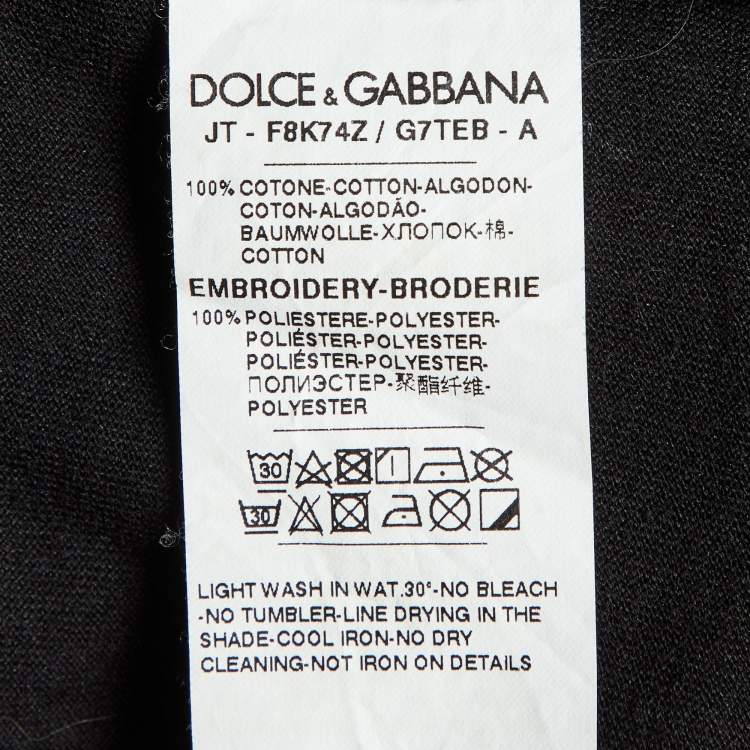 DOLCE & GABBANA
JT - F8K74Z / G7TEB - A
100% COTONE-COTTON-ALGODON-
COTON-ALGODÃO-
BAUMWOLLE-ХЛОПОК-棉-
COTTON
EMBROIDERY-BRODERIE
100% POLIESTERE-POLYESTER-
POLIÉSTER-POLYESTER-
POLIÉSTER-POLYESTER-
ПОЛИЭСТЕР-聚酯纤维-
POLYESTER
30
30
LIGHT WASH IN WAT.30°-NO BLEACH
-NO TUMBLER-LINE DRYING IN THE
SHADE-COOL IRON-NO DRY
CLEANING-NOT IRON ON DETAILS